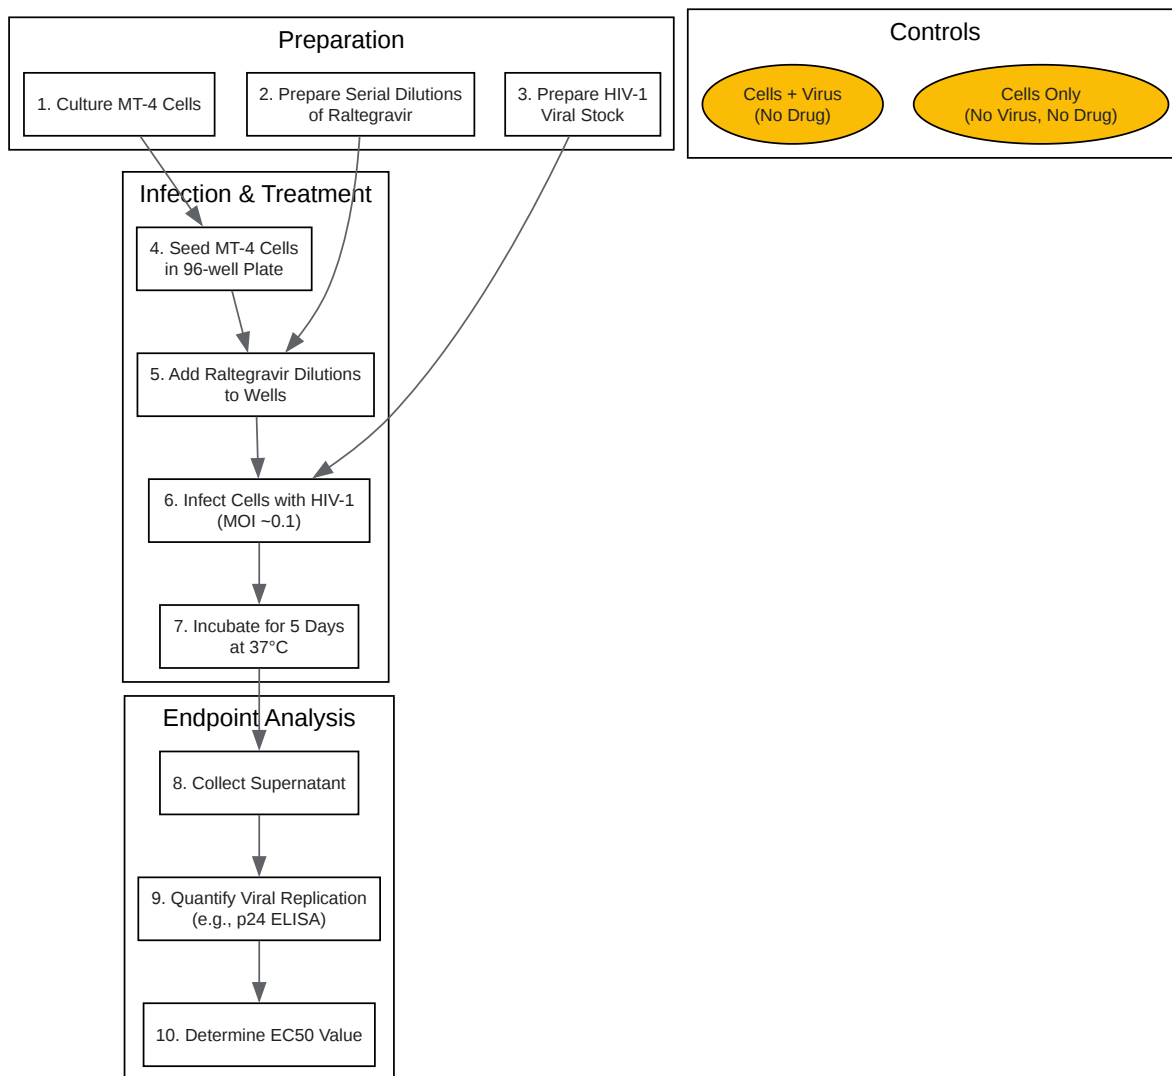 Preparation
1. Culture MT-4 Cells
2. Prepare Serial Dilutions
of Raltegravir
3. Prepare HIV-1
Viral Stock
Controls
Cells + Virus
(No Drug)
Cells Only
(No Virus, No Drug)
Infection & Treatment
4. Seed MT-4 Cells
in 96-well Plate
5. Add Raltegravir Dilutions
to Wells
6. Infect Cells with HIV-1
(MOI ~0.1)
7. Incubate for 5 Days
at 37°C
Endpoint Analysis
8. Collect Supernatant
9. Quantify Viral Replication
(e.g., p24 ELISA)
10. Determine EC50 Value